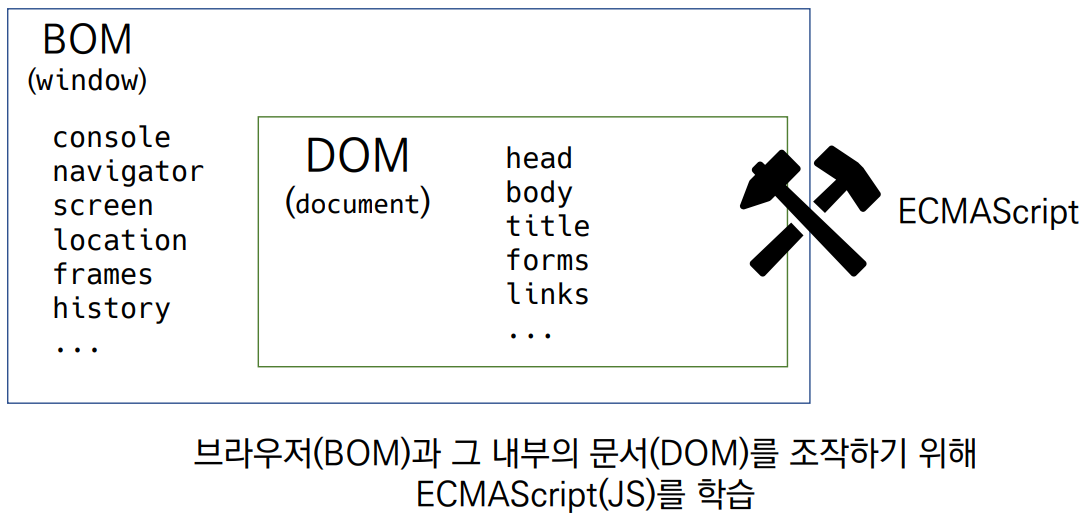 BOM
(window)
console
navigator
screen
location
frames
history
...
DOM
(document)
head
body
title
forms
links
...
ECMAScript
브라우저(BOM)과 그 내부의 문서(DOM)를 조작하기 위해
ECMAScript(JS)를 학습